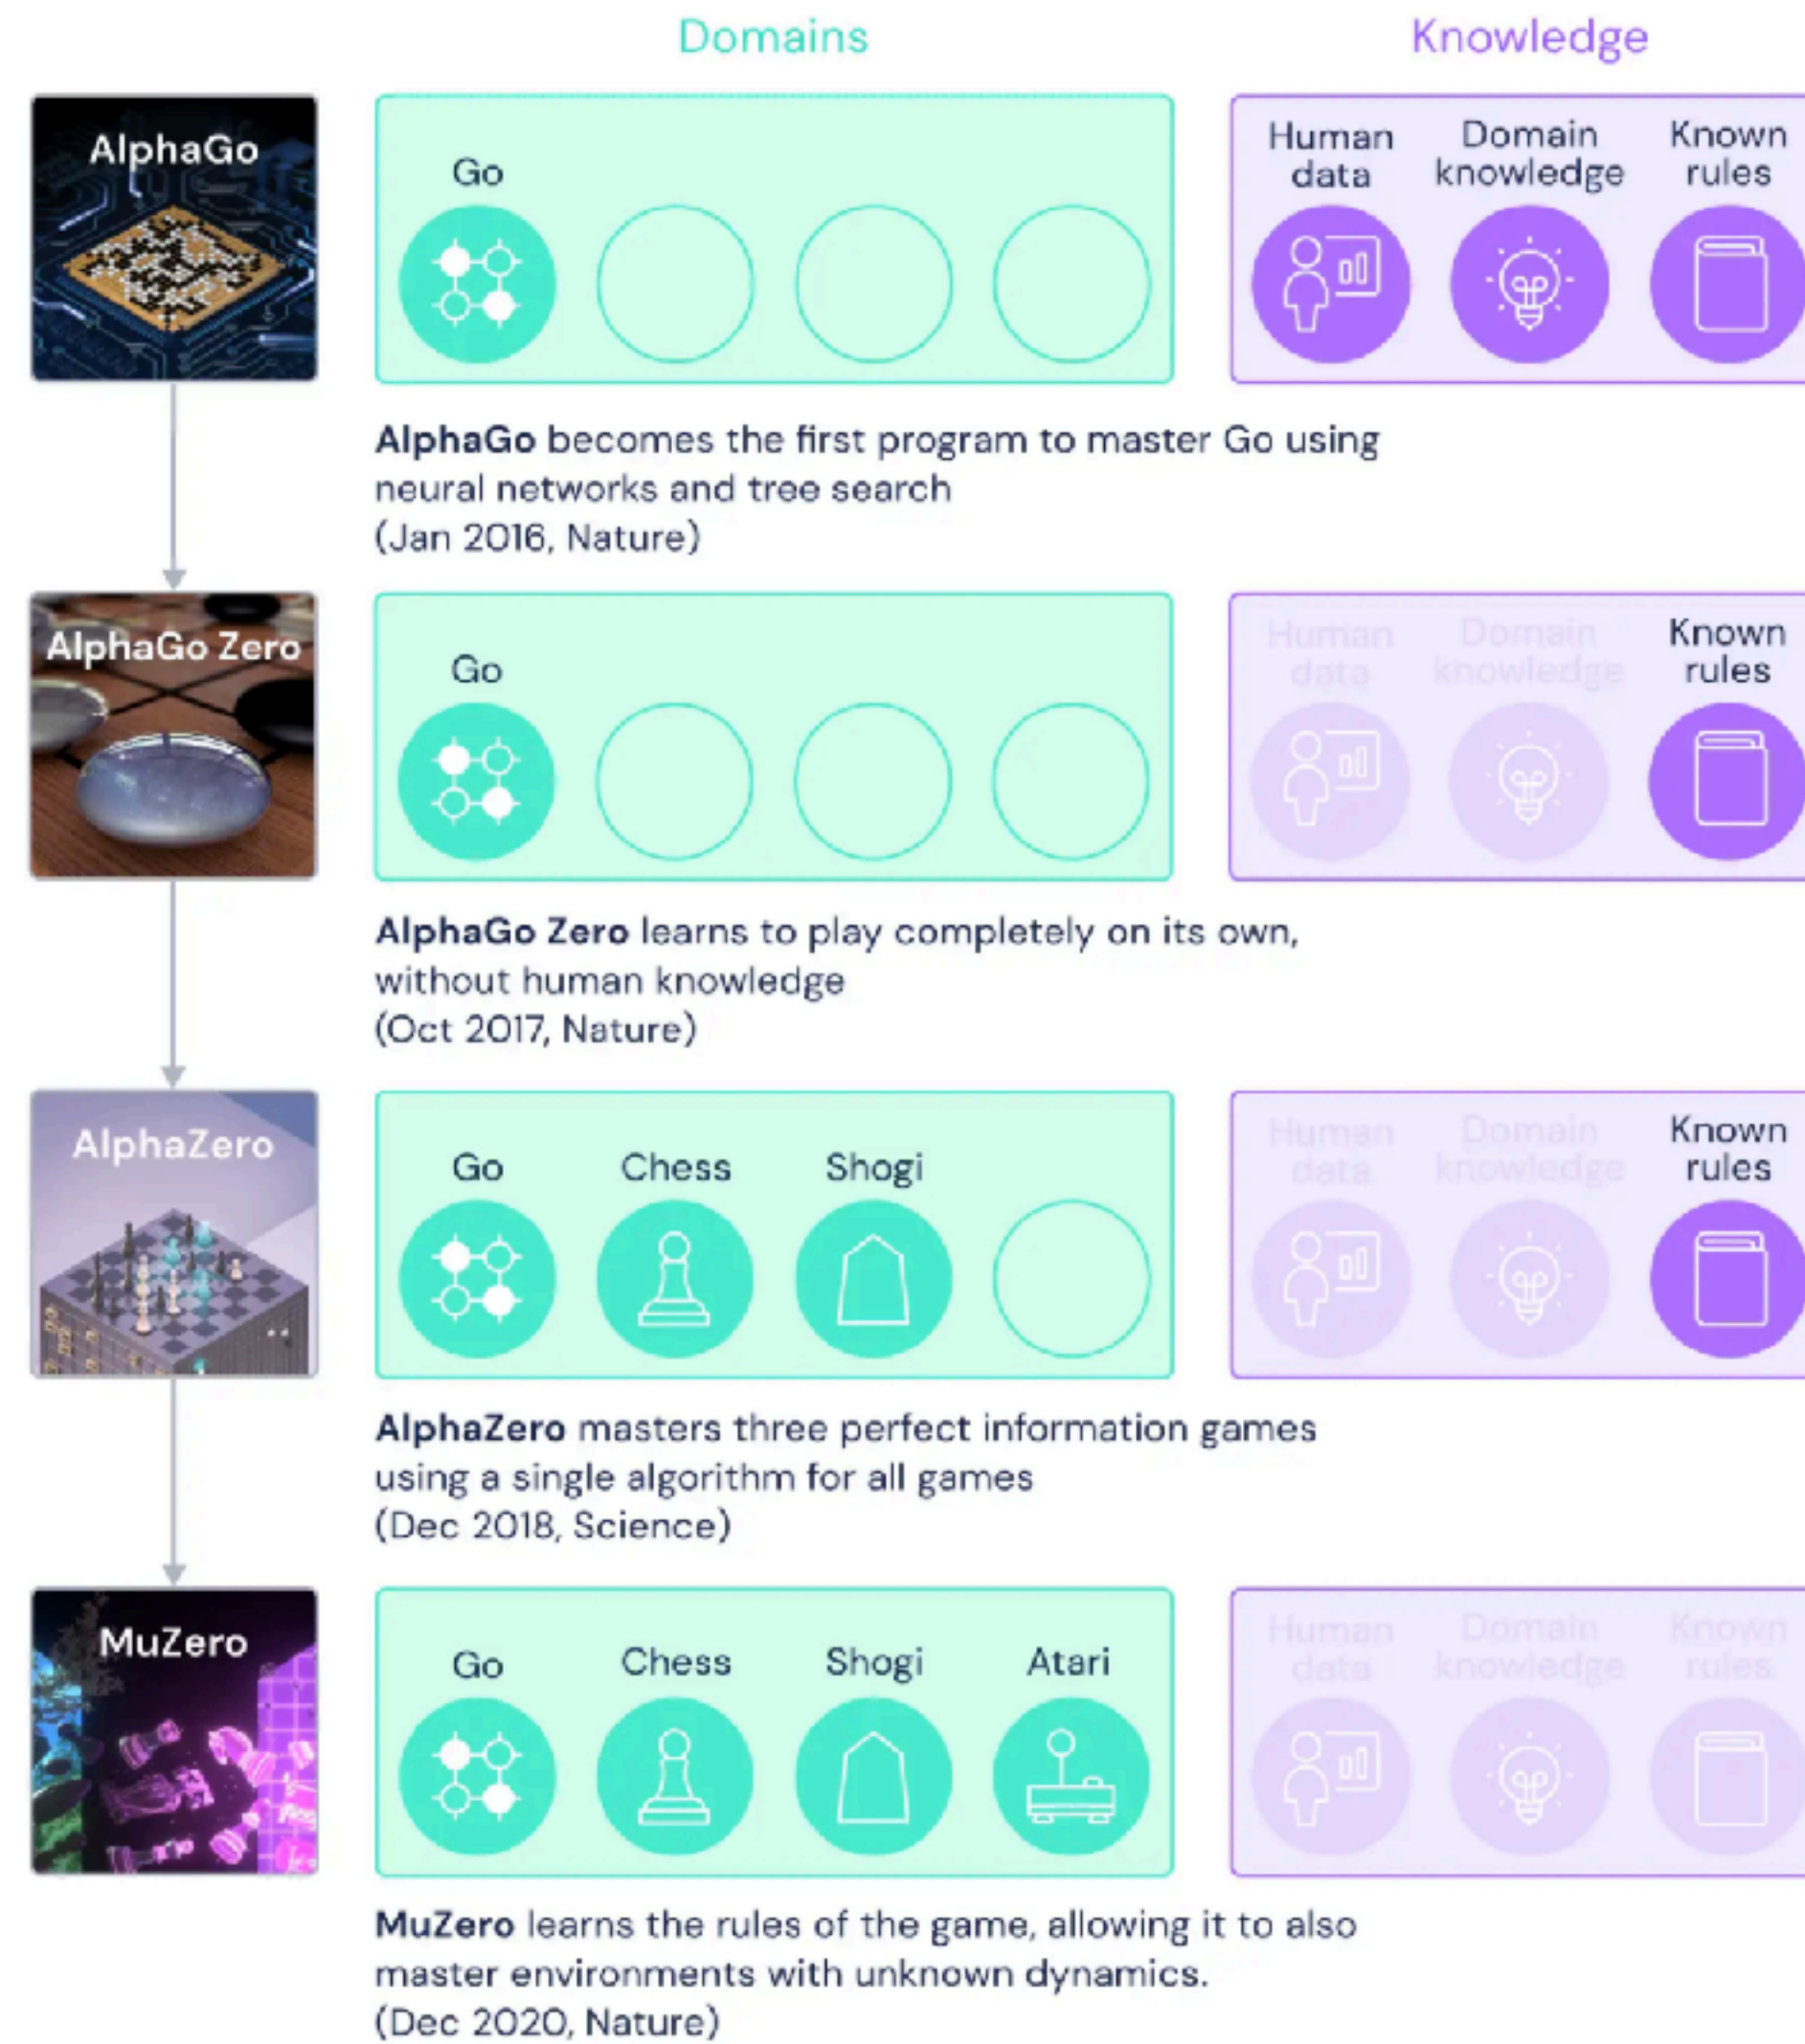 Domains
Knowledge
AlphaGo
Go
Human
data
Domain
knowledge
Known
rules
AlphaGo becomes the first program to master Go using
neural networks and tree search
(Jan 2016, Nature)
AlphaGo Zero
Go
Human
data
Domain
knowledge
Known
rules
AlphaGo Zero learns to play completely on its own,
without human knowledge
(Oct 2017, Nature)
AlphaZero
Go
Chess
Shogi
Human
data
Domain
knowledge
Known
rules
AlphaZero masters three perfect information games
using a single algorithm for all games
(Dec 2018, Science)
MuZero
Go
Chess
Shogi
Atari
Human
data
Domain
knowledge
Known
rules
MuZero learns the rules of the game, allowing it to also
master environments with unknown dynamics.
(Dec 2020, Nature)